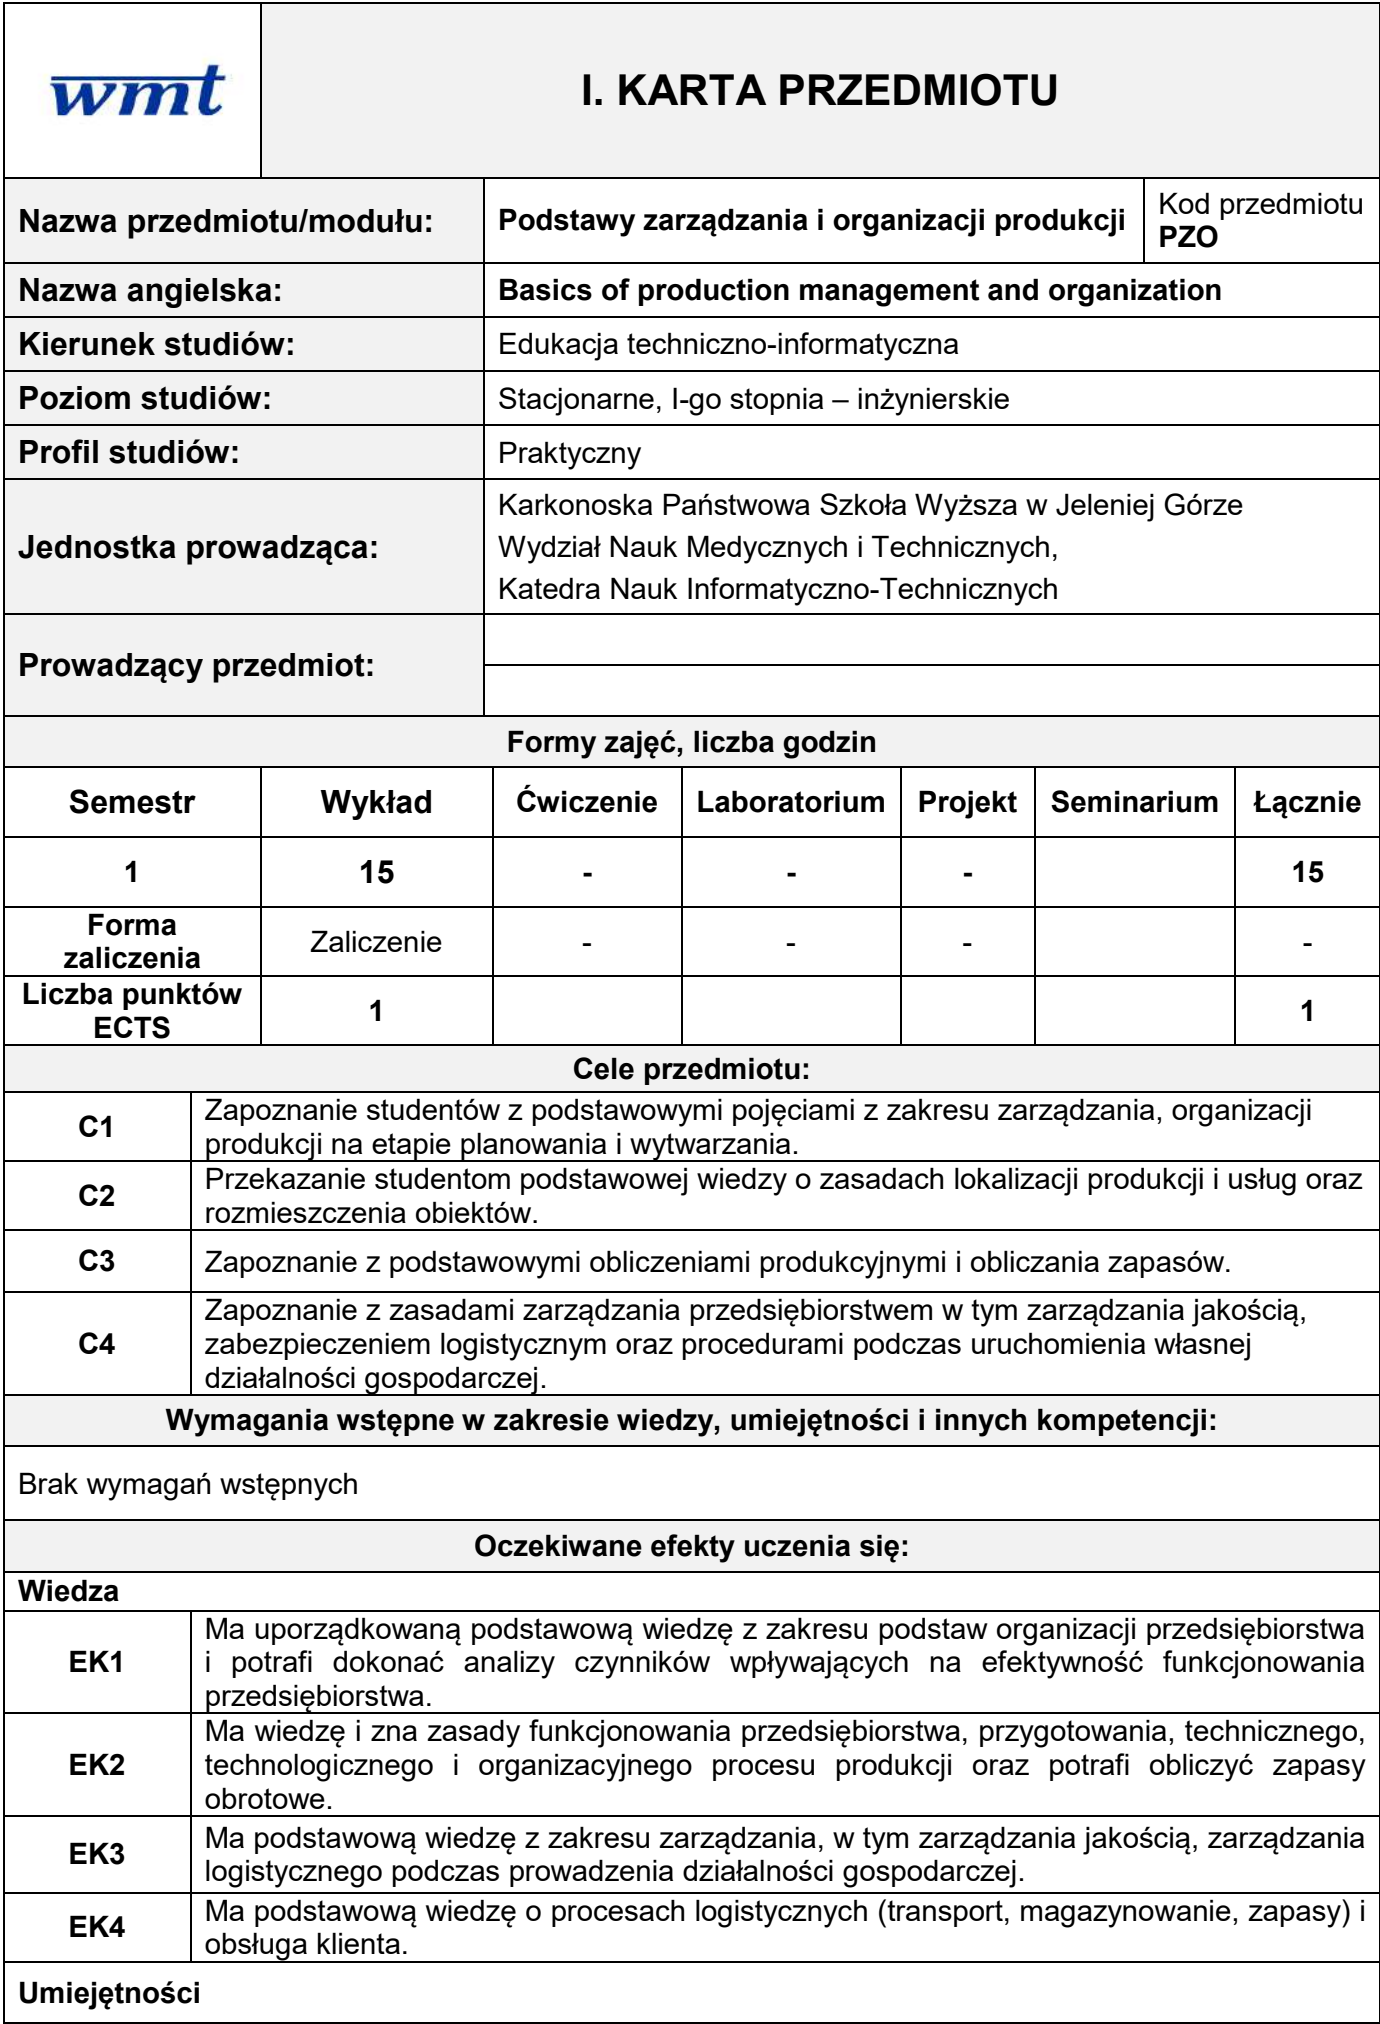 wmt
I. KARTA PRZEDMIOTU
Nazwa przedmiotu/modułu:
Podstawy zarządzania i organizacji produkcji
Kod przedmiotu
PZO
Nazwa angielska:
Basics of production management and organization
Kierunek studiów:
Edukacja techniczno-informatyczna
Poziom studiów:
Stacjonarne, I-go stopnia – inżynierskie
Profil studiów:
Praktyczny
Jednostka prowadząca:
Karkonoska Państwowa Szkoła Wyższa w Jeleniej Górze
Wydział Nauk Medycznych i Technicznych,
Katedra Nauk Informatyczno-Technicznych
Prowadzący przedmiot:
Formy zajęć, liczba godzin
Semestr Wykład Ćwiczenie Laboratorium Projekt Seminarium Łącznie
1 15 - - - 15
Forma
zaliczenia
Zaliczenie - - - -
Liczba punktów
ECTS
1 1
Cele przedmiotu:
C1
Zapoznanie studentów z podstawowymi pojęciami z zakresu zarządzania, organizacji
produkcji na etapie planowania i wytwarzania.
C2
Przekazanie studentom podstawowej wiedzy o zasadach lokalizacji produkcji i usług oraz
rozmieszczenia obiektów.
C3
Zapoznanie z podstawowymi obliczeniami produkcyjnymi i obliczania zapasów.
C4
Zapoznanie z zasadami zarządzania przedsiębiorstwem w tym zarządzania jakością,
zabezpieczeniem logistycznym oraz procedurami podczas uruchomienia własnej
działalności gospodarczej.
Wymagania wstępne w zakresie wiedzy, umiejętności i innych kompetencji:
Brak wymagań wstępnych
Oczekiwane efekty uczenia się:
Wiedza
EK1
Ma uporządkowaną podstawową wiedzę z zakresu podstaw organizacji przedsiębiorstwa
i potrafi dokonać analizy czynników wpływających na efektywność funkcjonowania
przedsiębiorstwa.
EK2
Ma wiedzę i zna zasady funkcjonowania przedsiębiorstwa, przygotowania, technicznego,
technologicznego i organizacyjnego procesu produkcji oraz potrafi obliczyć zapasy
obrotowe.
EK3
Ma podstawową wiedzę z zakresu zarządzania, w tym zarządzania jakością, zarządzania
logistycznego podczas prowadzenia działalności gospodarczej.
EK4
Ma podstawową wiedzę o procesach logistycznych (transport, magazynowanie, zapasy) i
obsługa klienta.
Umiejętności